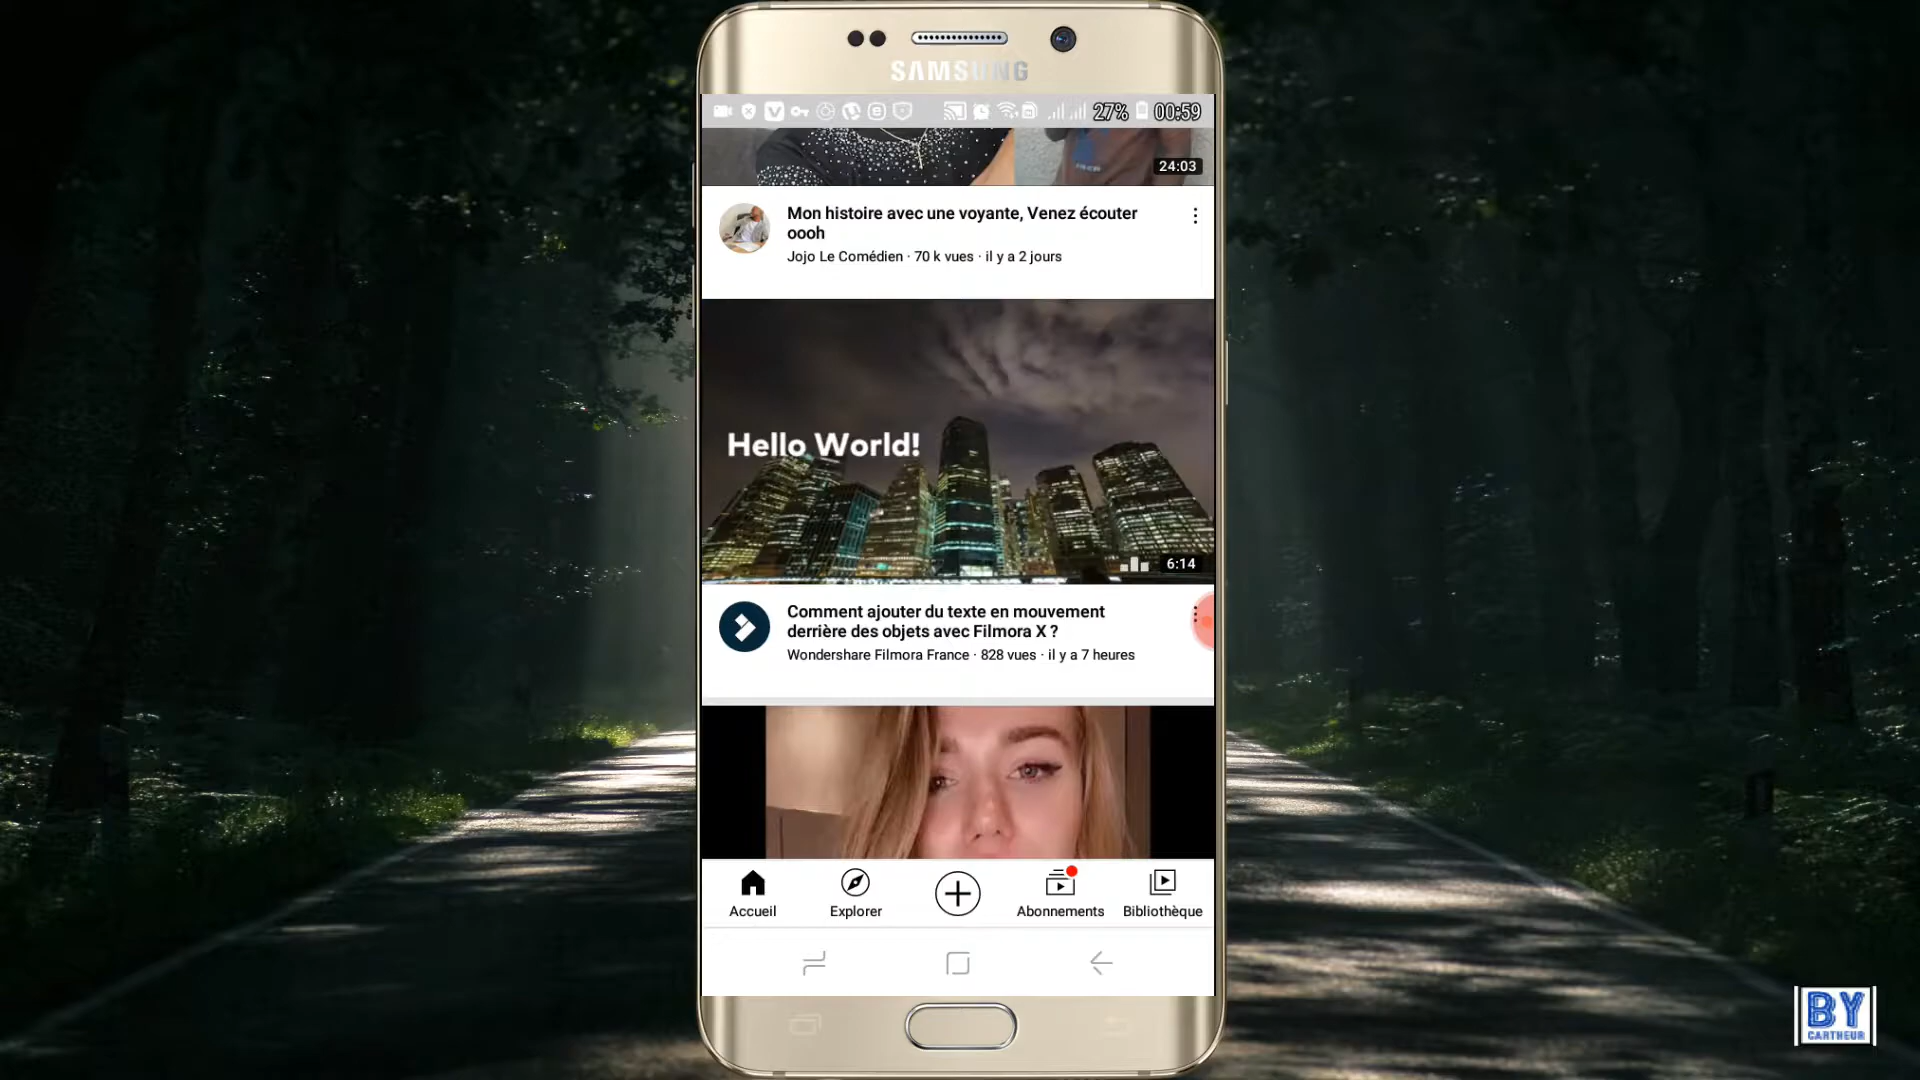 SAMSUNG
27% 00:59
24:03
Mon histoire avec une voyante, Venez écouter
oooh
Jojo Le Comédien · 70 k vues · il y a 2 jours
Hello World!
6:14
Comment ajouter du texte en mouvement
derrière des objets avec Filmora X ?
Wondershare Filmora France · 828 vues · il y a 7 heures
Accueil
Explorer
Abonnements
Bibliothèque
BY
CARTHEUR